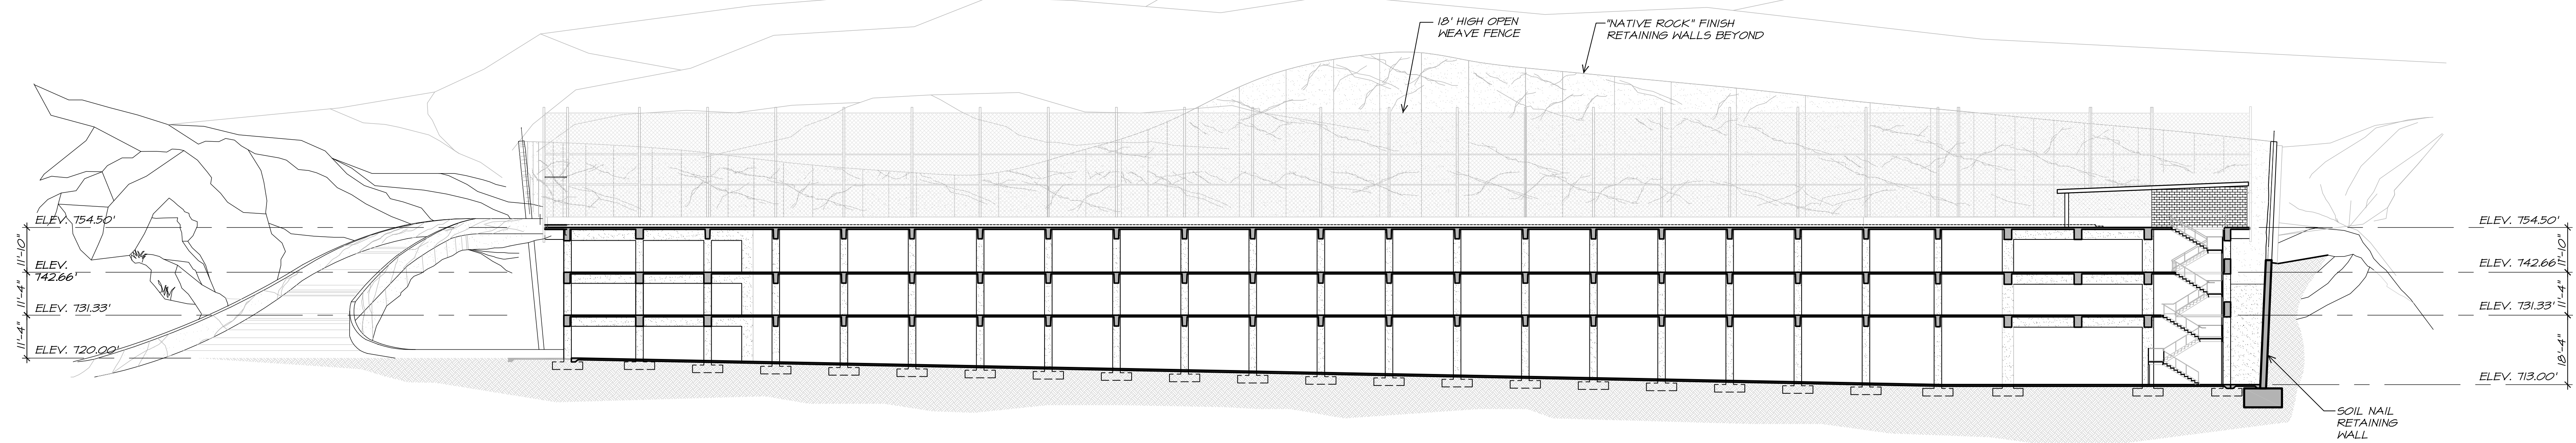 18' HIGH OPEN
WEAVE FENCE
"NATIVE ROCK" FINISH
RETAINING WALLS BEYOND
ELEV. 754.50'
11'-10"
ELEV.
742.66'
11'-4"
ELEV. 731.33'
11'-4"
ELEV. 720.00'
ELEV. 754.50'
11'-10"
ELEV. 742.66'
11'-4"
ELEV. 731.33'
18'-4"
ELEV. 713.00'
SOIL NAIL
RETAINING
WALL